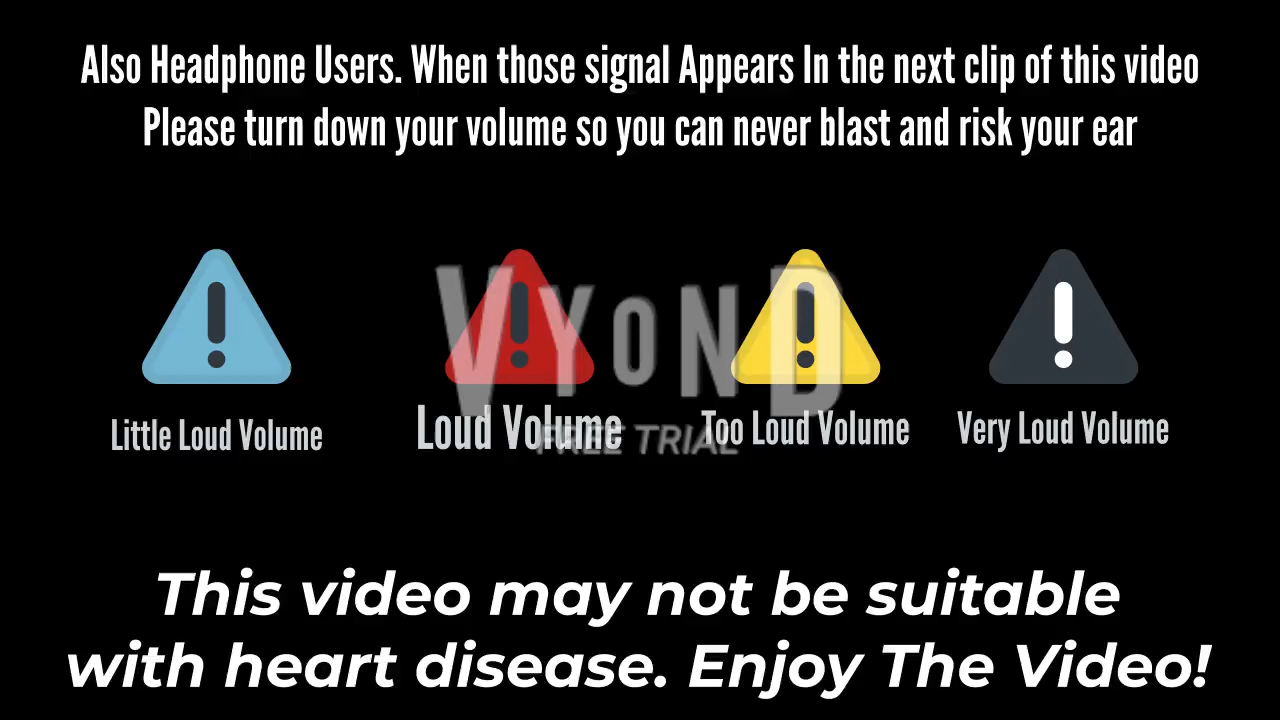 Also Headphone Users. When those signal Appears In the next clip of this video
Please turn down your volume so you can never blast and risk your ear
VYOND
FREE TRIAL
Little Loud Volume
Loud Volume
Too Loud Volume
Very Loud Volume
This video may not be suitable
with heart disease. Enjoy The Video!